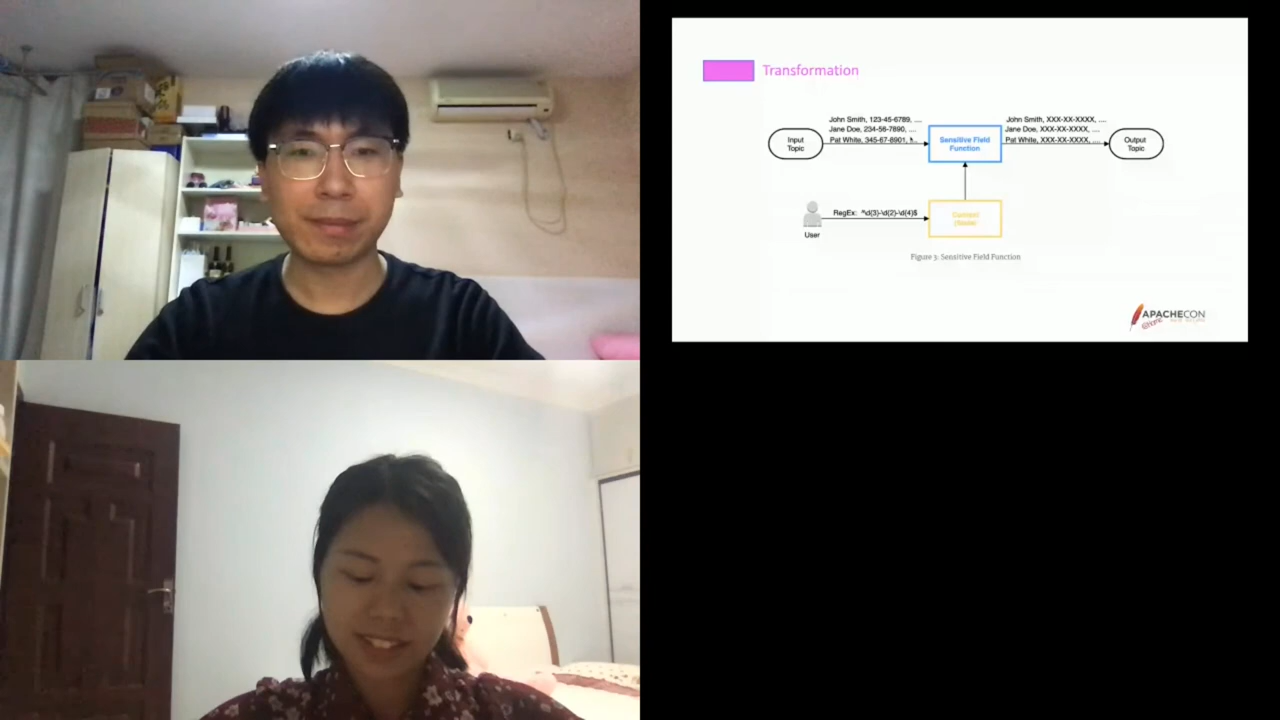 Transformation
John Smith, 123-45-6789, ....
Jane Doe, 234-56-7890, ....
Pat White, 345-67-8901, ..
Input
Topic
Sensitive Field
Function
John Smith, XXX-XX-XXXX, ....
Jane Doe, XXX-XX-XXXX, ....
Pat White, XXX-XX-XXXX, ...
Output
Topic
User
RegEx: ^\d(3)-\d(2)-\d(4)$
Figure 3: Sensitive Field Function
APACHECON
@Home